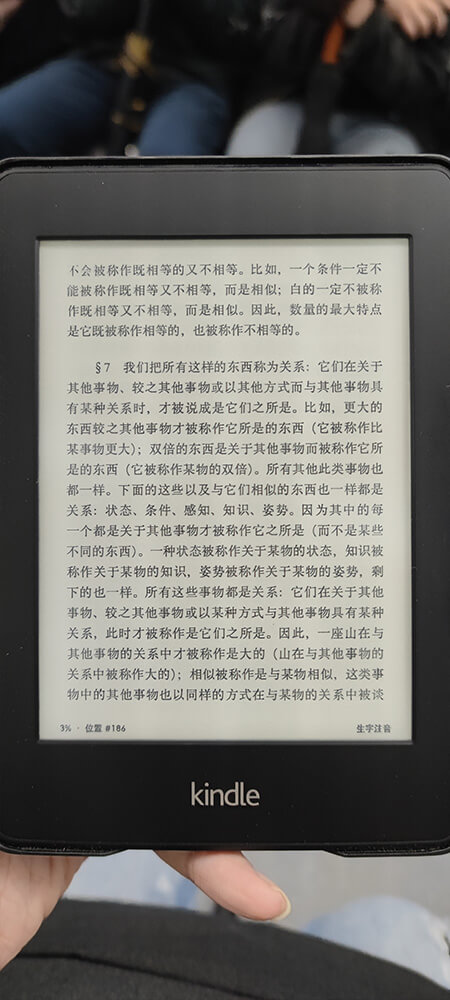 不会被称作既相等的又不相等。比如，一个条件一定不
能被称作既相等又不相等，而是相似；白的一定不被称
作既相等又不相等，而是相似。因此，数量的最大特点
是它既被称作相等的，也被称作不相等的。
§7 我们把所有这样的东西称为关系：它们在关于
其他事物、较之其他事物或以其他方式而与其他事物具
有某种关系时，才被说成是它们之所是。比如，更大的
东西较之其他事物才被称作它所是的东西（它被称作比
某事物更大）；双倍的东西是关于其他事物而被称作它所
是的东西（它被称作某物的双倍）。所有其他此类事物也
都一样。下面的这些以及与它们相似的东西也一样都是
关系：状态、条件、感知、知识、姿势。因为其中的每
一个都是关于其他事物才被称作它之所是（而不是某些
不同的东西）。一种状态被称作关于某物的状态，知识被
称作关于某物的知识，姿势被称作关于某物的姿势，剩
下的也一样。所有这些事物都是关系：它们在关于其他
事物、较之其他事物或以某种方式与其他事物具有某种
关系，此时才被称作是它们之所是。因此，一座山在与
其他事物的关系中才被称作是大的（山在与其他事物的
关系中被称作大的）；相似被称作是与某物相似，这类事
物中的其他事物也以同样的方式在与某物的关系中被谈
3% · 位置 #186 生字注音
kindle